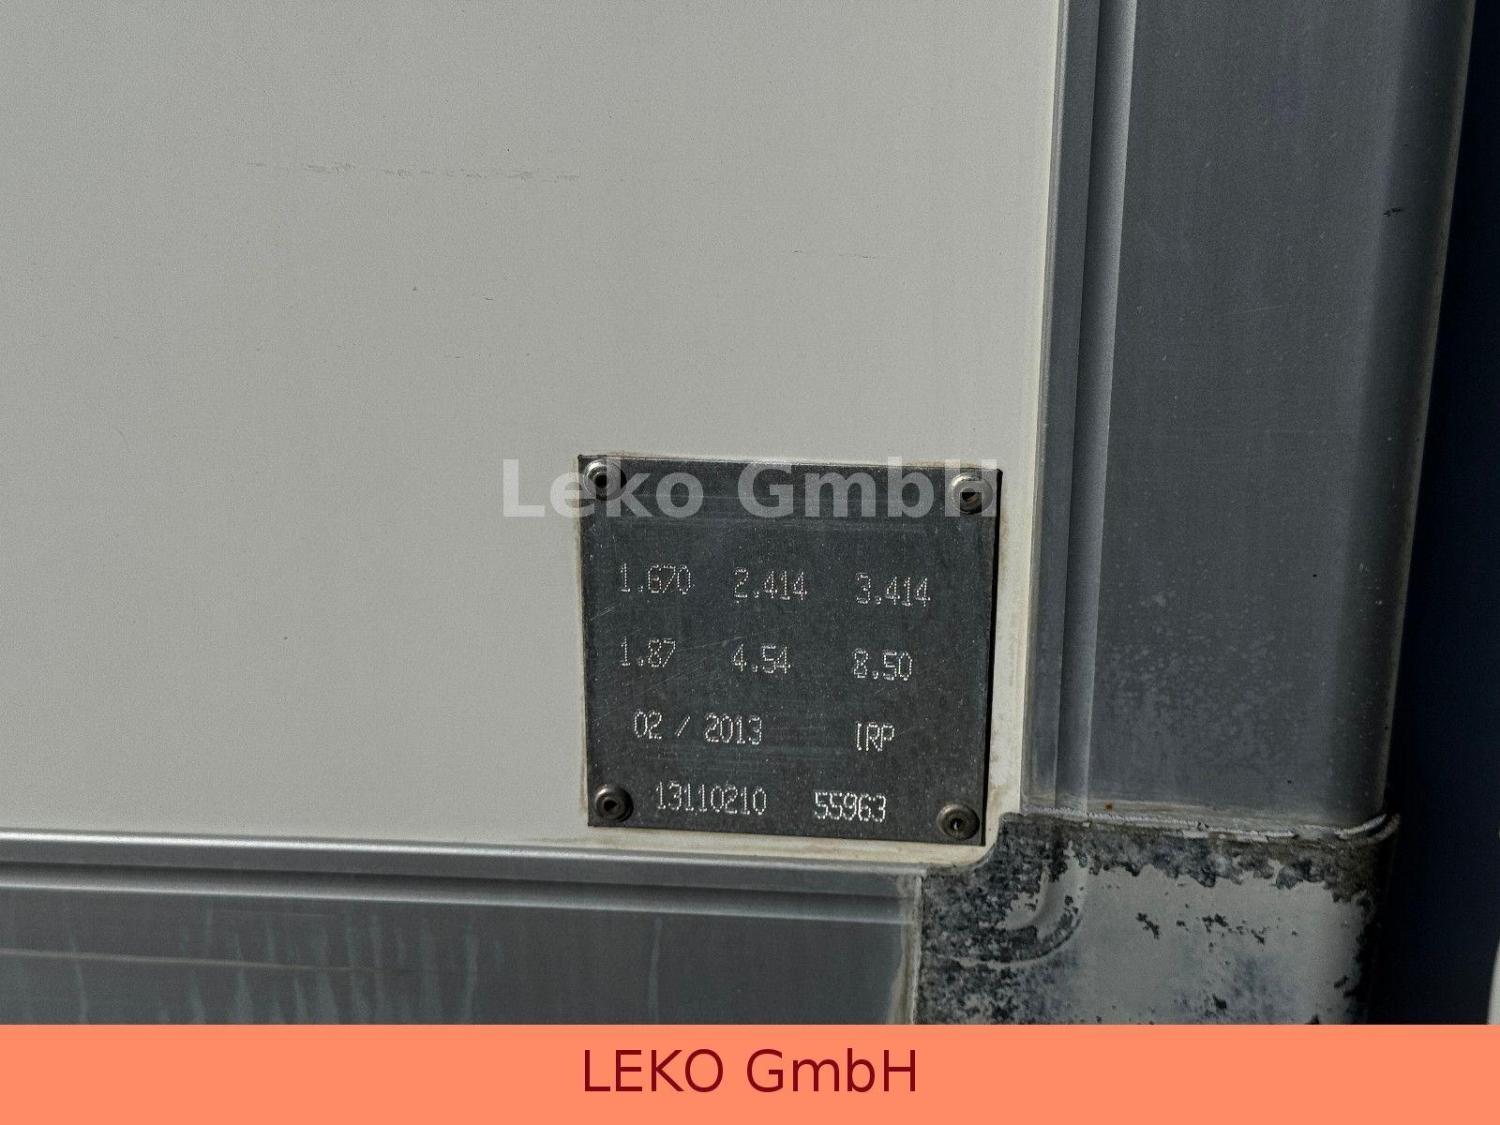 Leko GmbH
1.670 2.414 3.414
1.87 4.54 8.50
02 / 2013 IRP
13110210 55963
LEKO GmbH